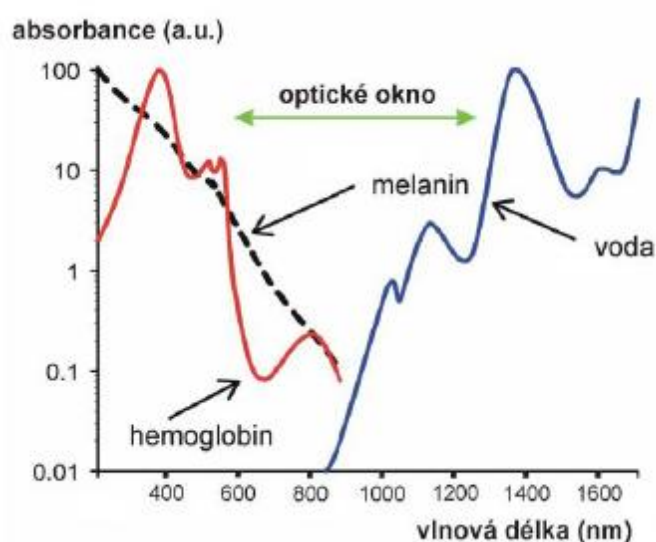 absorbance (a.u.)
100
optické okno
10
melanin
voda
1
0.1
hemoglobin
0.01
400 600 800 1000 1200 1400 1600
vlnová délka (nm)